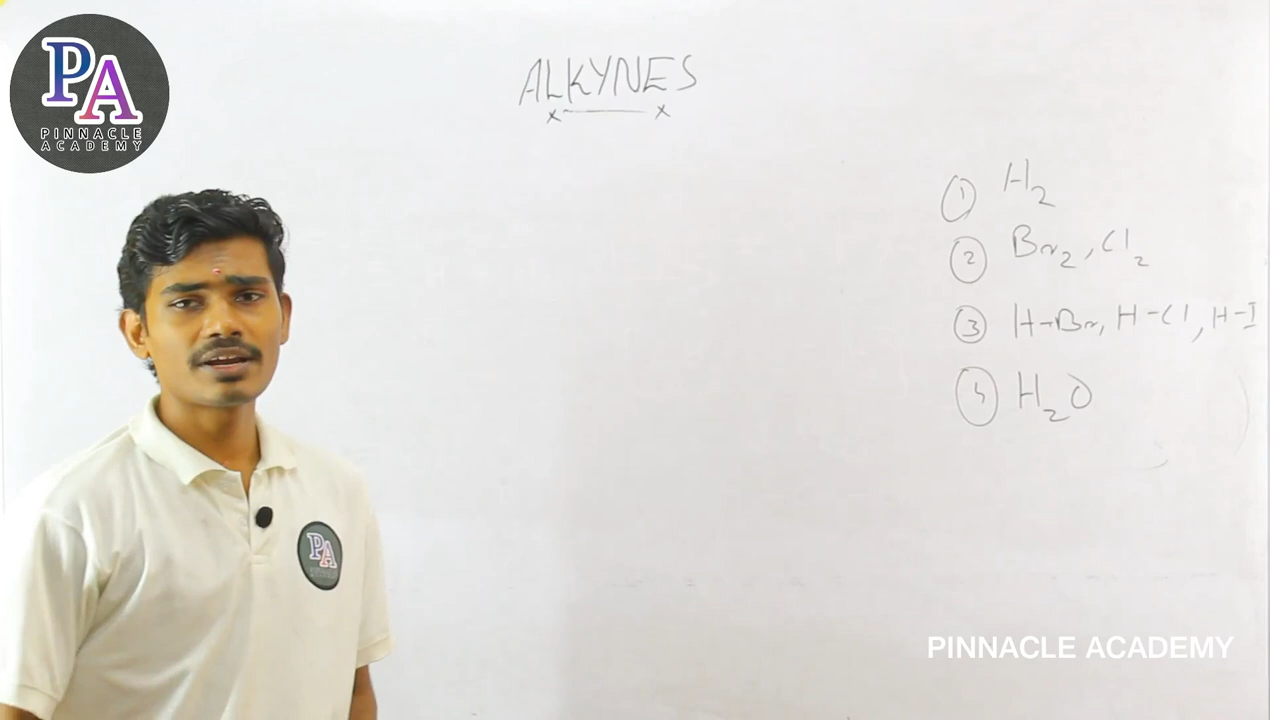 PA
PINNACLE
ACADEMY
ALKYNES
① H₂
② Br₂, Cl₂
③ H-Br, H-Cl, H-I
④ H₂O
PA
PINNACLE ACADEMY